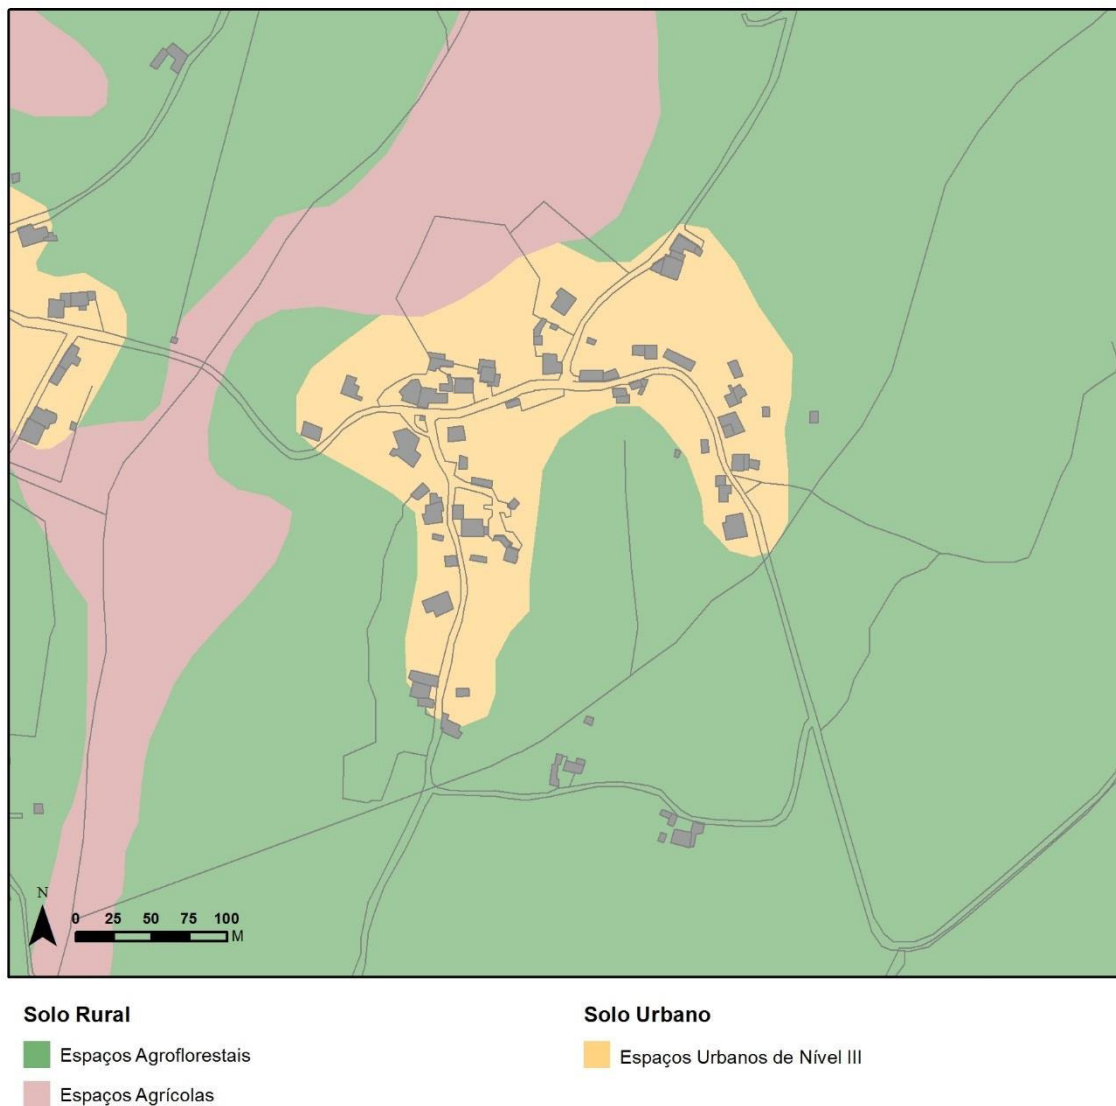 N
0 25 50 75 100
M
Solo Rural
Espaços Agroflorestais
Espaços Agrícolas
Solo Urbano
Espaços Urbanos de Nível III